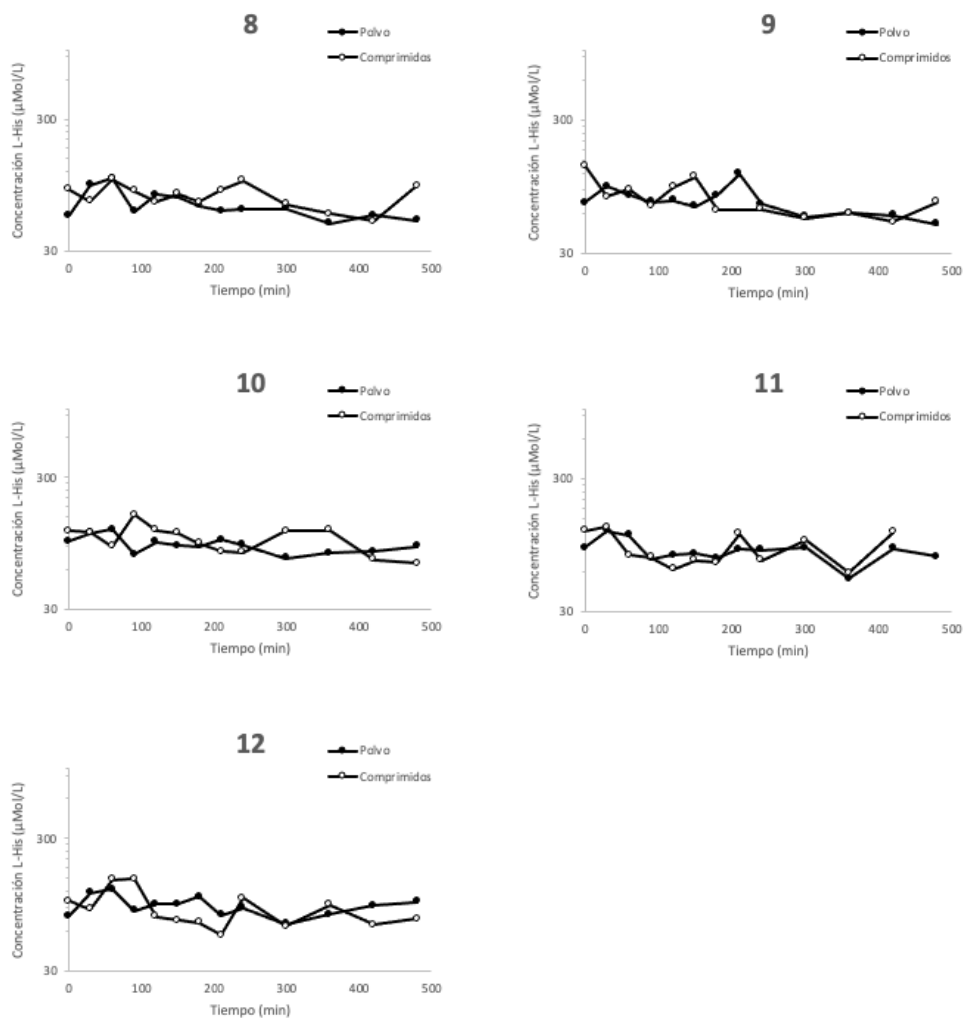 8
Polvo
Comprimidos
Concentración L-His (µMol/L)
300
30
0 100 200 300 400 500
Tiempo (min)
9
Polvo
Comprimidos
Concentración L-His (µMol/L)
300
30
0 100 200 300 400 500
Tiempo (min)
10
Polvo
Comprimidos
Concentración L-His (µMol/L)
300
30
0 100 200 300 400 500
Tiempo (min)
11
Polvo
Comprimidos
Concentración L-His (µMol/L)
300
30
0 100 200 300 400 500
Tiempo (min)
12
Polvo
Comprimidos
Concentración L-His (µMol/L)
300
30
0 100 200 300 400 500
Tiempo (min)